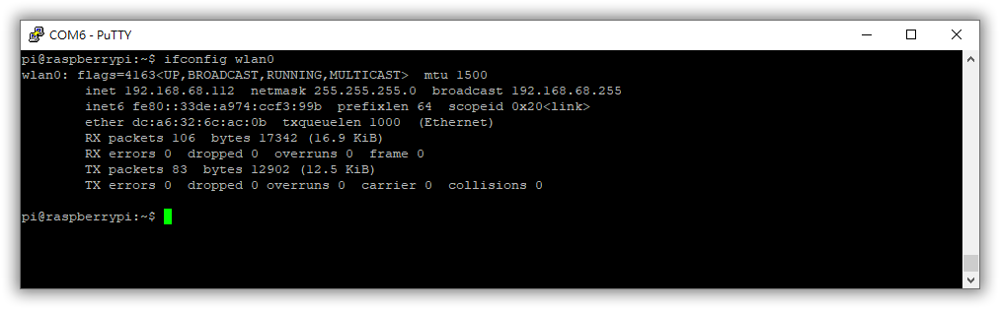 COM6 - PuTTY
pi@raspberrypi:~$ ifconfig wlan0
wlan0: flags=4163<UP,BROADCAST,RUNNING,MULTICAST>  mtu 1500
        inet 192.168.68.112  netmask 255.255.255.0  broadcast 192.168.68.255
        inet6 fe80::33de:a974:ccf3:99b  prefixlen 64  scopeid 0x20<link>
        ether dc:a6:32:6c:ac:0b  txqueuelen 1000  (Ethernet)
        RX packets 106  bytes 17342 (16.9 KiB)
        RX errors 0  dropped 0  overruns 0  frame 0
        TX packets 83  bytes 12902 (12.5 KiB)
        TX errors 0  dropped 0 overruns 0  carrier 0  collisions 0
pi@raspberrypi:~$